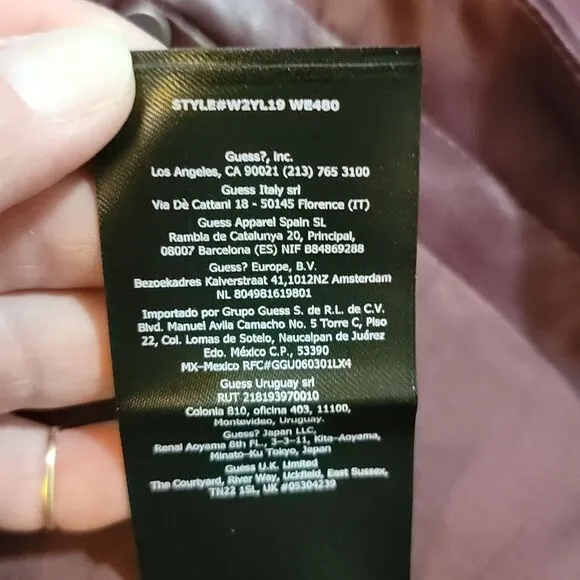 STYLE#W2YL19 WE480
Guess?, Inc.
Los Angeles, CA 90021 (213) 765 3100
Guess Italy srl
Via Dè Cattani 18 - 50145 Florence (IT)
Guess Apparel Spain SL
Rambla de Catalunya 20, Principal,
08007 Barcelona (ES) NIF B84869288
Guess? Europe, B.V.
Bezoekadres Kalverstraat 41,1012NZ Amsterdam
NL 804981619B01
Importado por Grupo Guess S. de R.L. de C.V.
Blvd. Manuel Avila Camacho No. 5 Torre C, Piso
22, Col. Lomas de Sotelo, Naucalpan de Juárez
Edo. México C.P. 53390
MX-Mexico RFC#GGU060301LX4
Guess Uruguay srl
RUT 218193970010
Colonia 810, oficina 403, 11100,
Montevideo, Uruguay.
Guess? Japan LLC,
Renai Aoyama 8th FL., 3-3-11, Kita-Aoyama,
Minato-Ku Tokyo, Japan
Guess U.K. Limited
The Courtyard, River Way, Uckfield, East Sussex,
TN22 1SL, UK #05304239